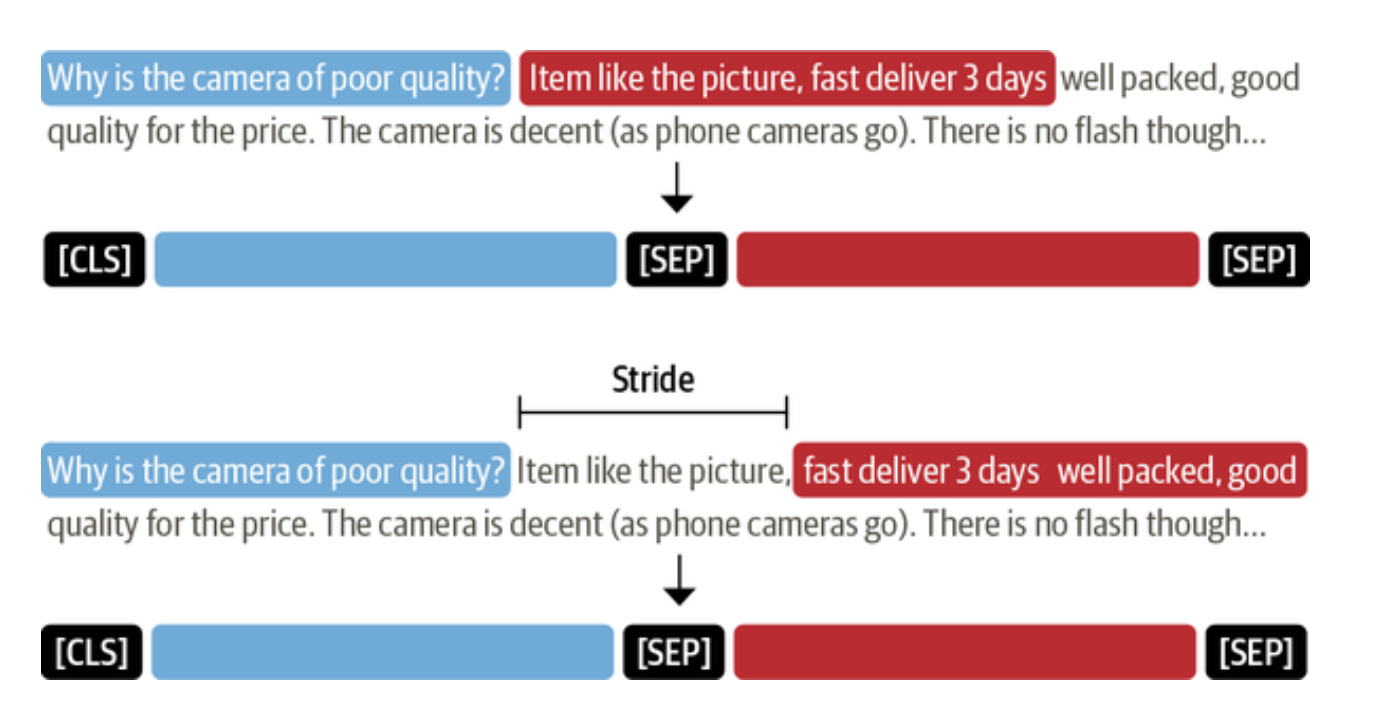 Why is the camera of poor quality? Item like the picture, fast deliver 3 days well packed, good
quality for the price. The camera is decent (as phone cameras go). There is no flash though...
[CLS] [SEP] [SEP]
Stride
Why is the camera of poor quality? Item like the picture, fast deliver 3 days well packed, good
quality for the price. The camera is decent (as phone cameras go). There is no flash though...
[CLS] [SEP] [SEP]